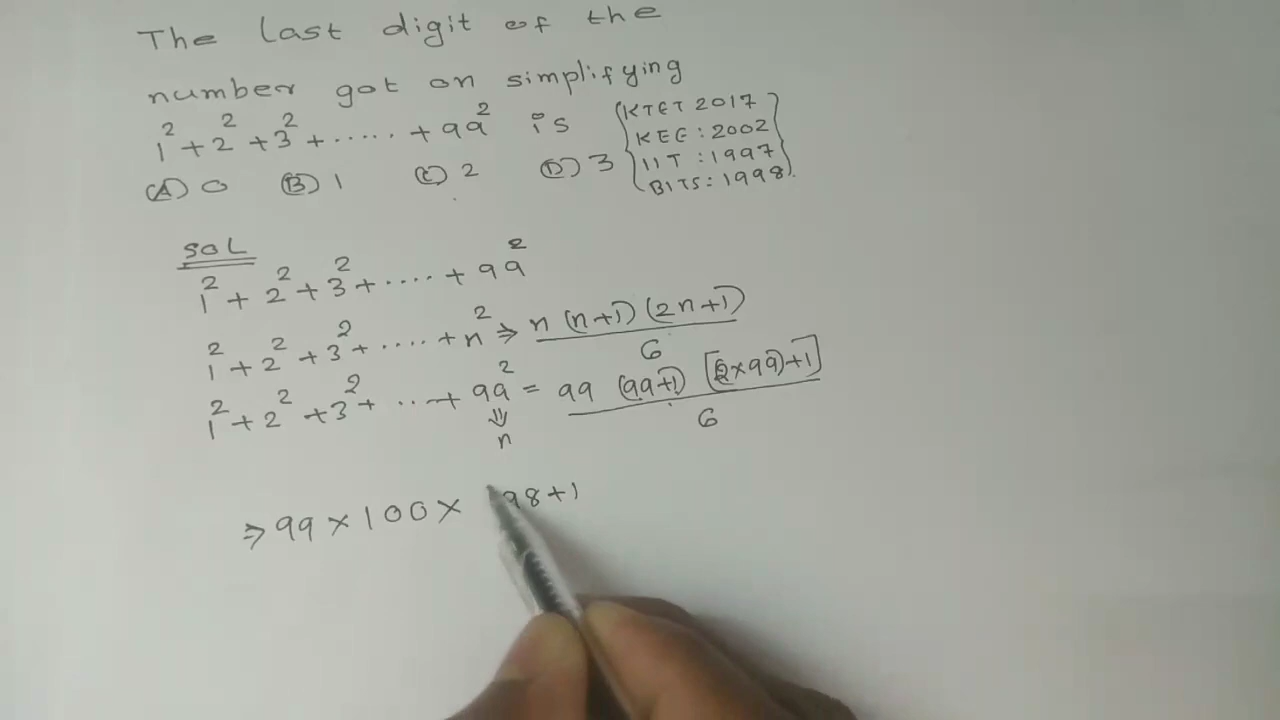 The last digit of the
number got on simplifying
1² + 2² + 3² + ...... + 99² is
(A) 0 (B) 1 (C) 2 (D) 3
{KTET 2017
KEE : 2002
IIT : 1997
BITS : 1998}
SOL
1² + 2² + 3² + .... + 99²
1² + 2² + 3² + .... + n² ⇒ n (n+1) (2n+1) / 6
1² + 2² + 3² + ... + 99² = 99 (99+1) [(2×99)+1] / 6
⇓
n
⇒ 99 × 100 × 98 + 1